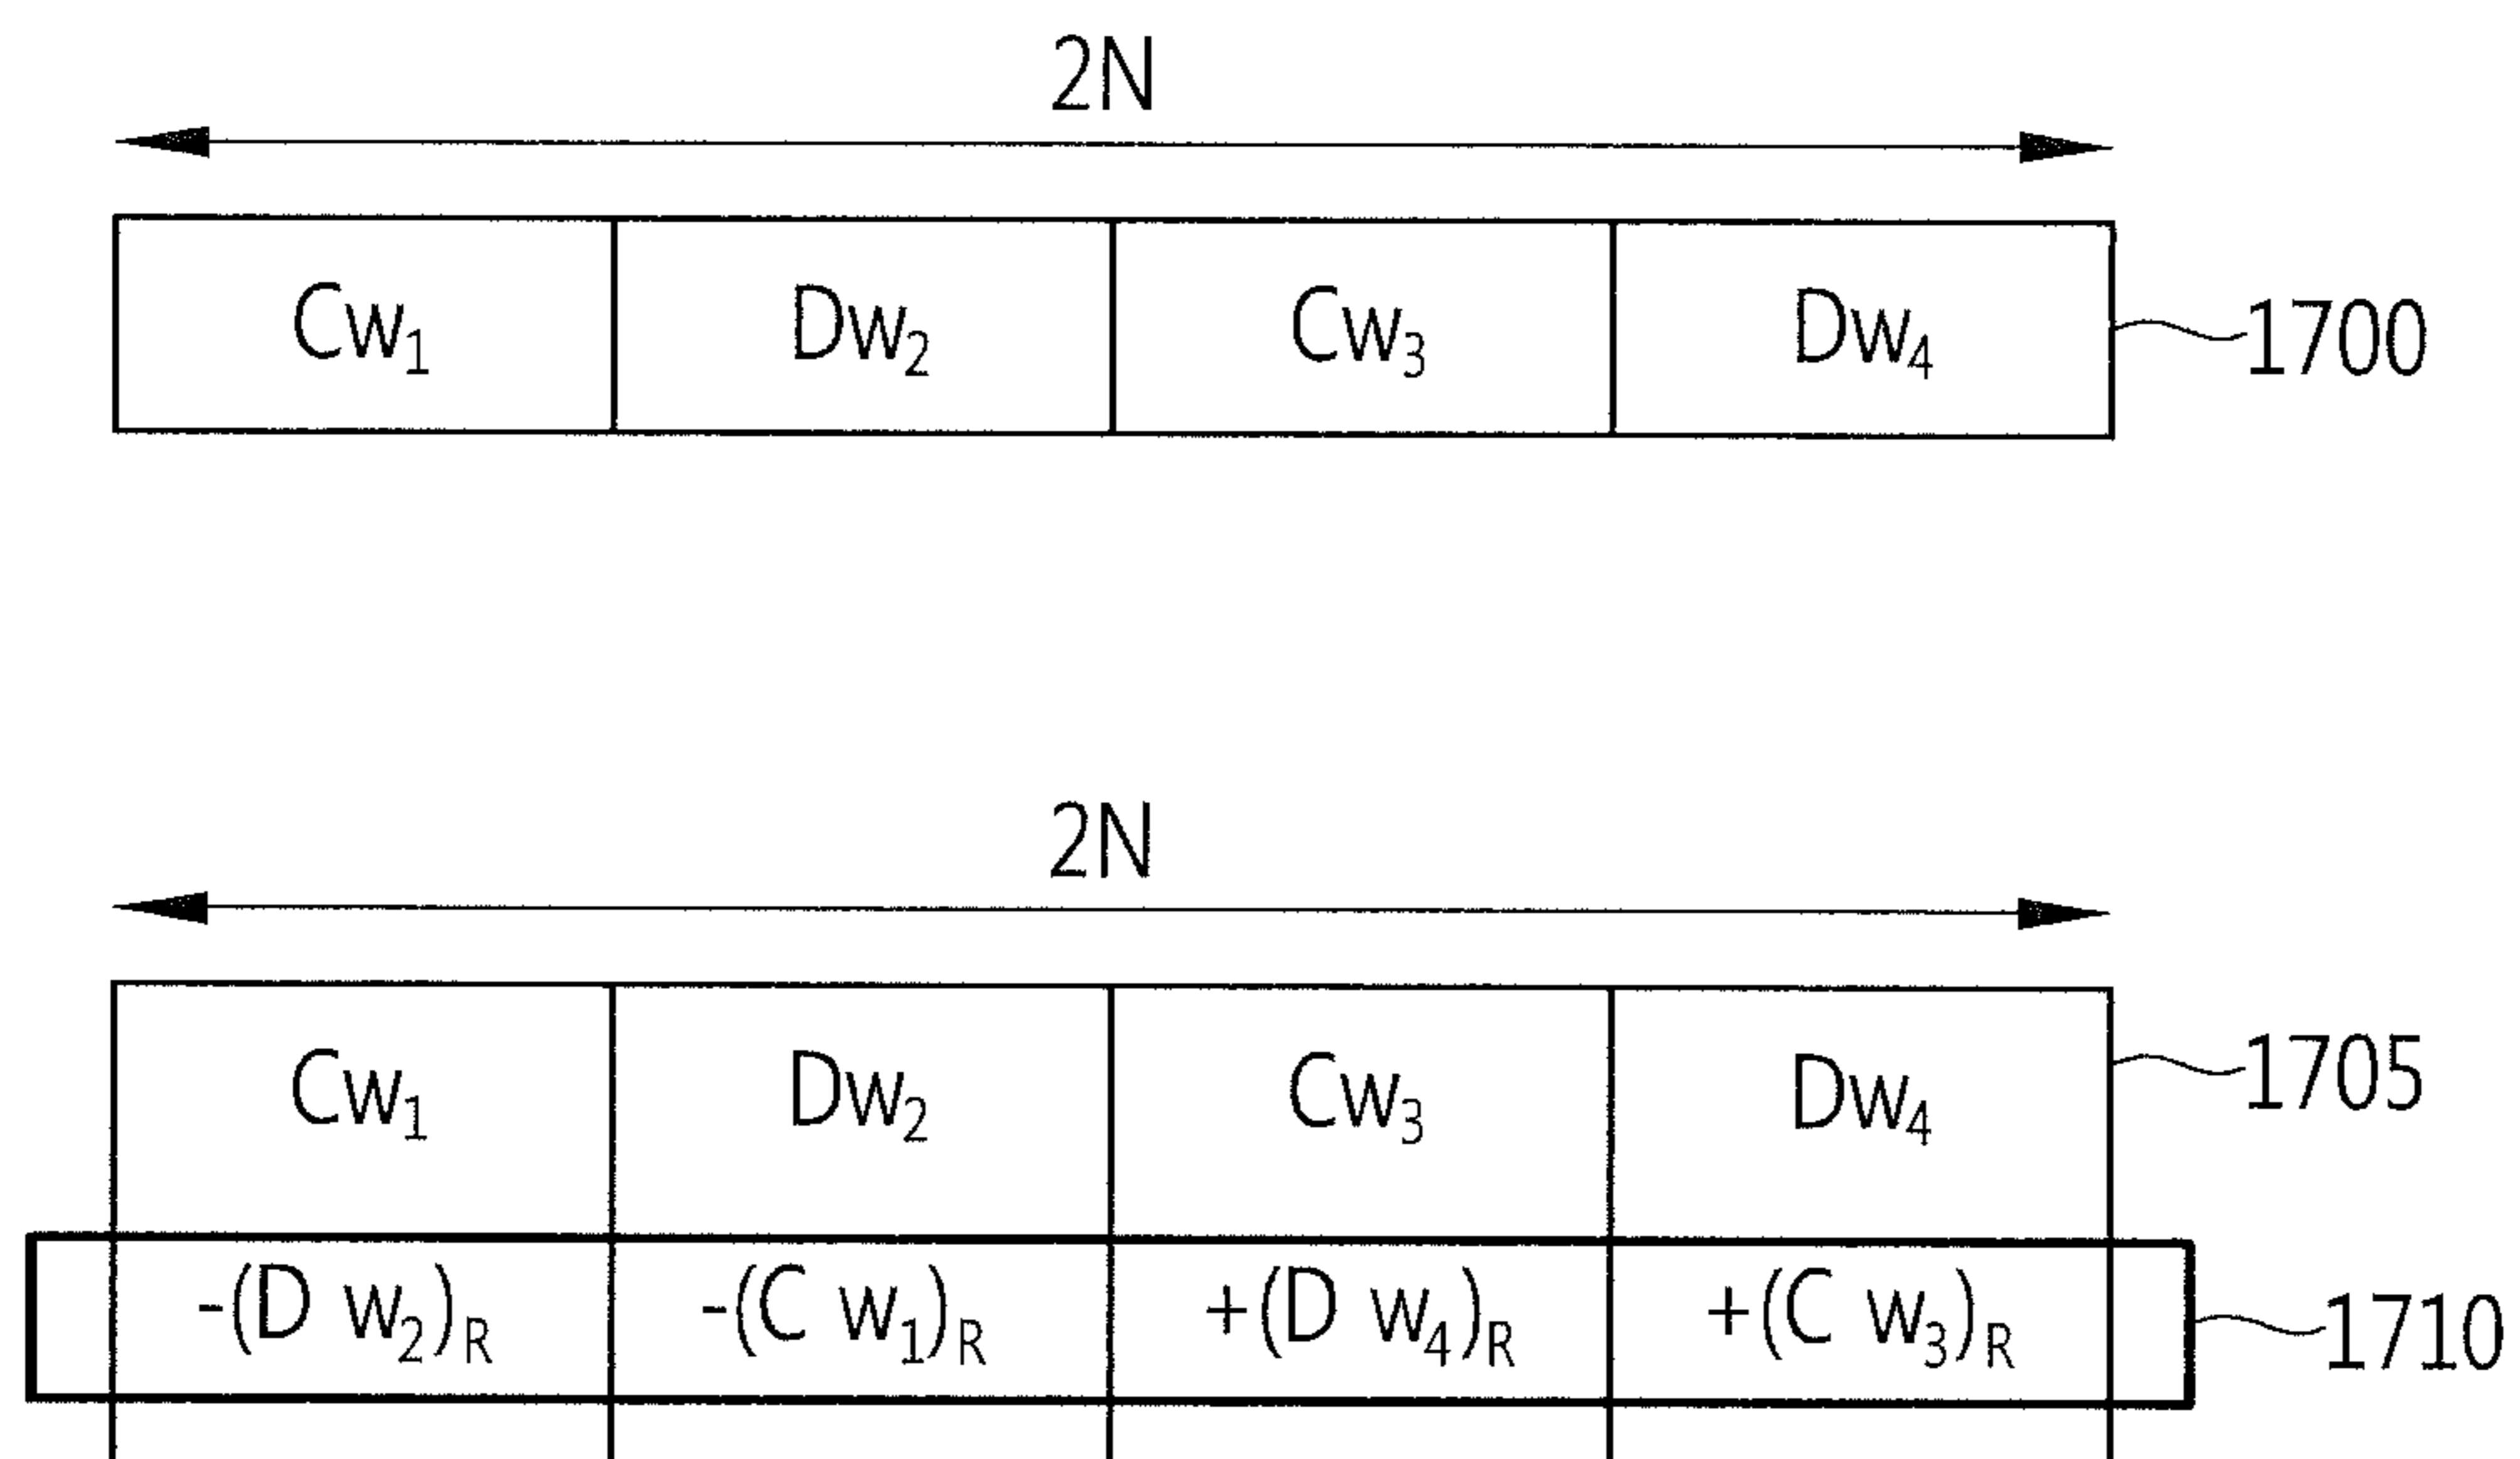 2N
Cw₁ Dw₂ Cw₃ Dw₄ 1700
2N
Cw₁ Dw₂ Cw₃ Dw₄ 1705
-(D w₂)R -(C w₁)R +(D w₄)R +(C w₃)R 1710